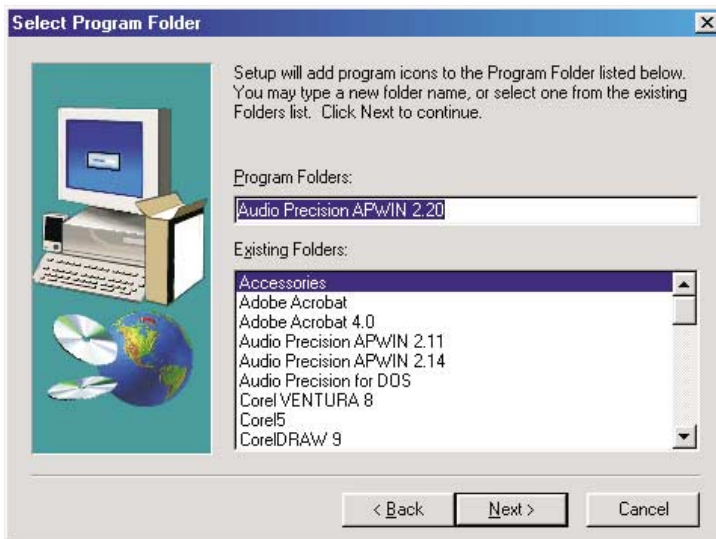 Select Program Folder
Setup will add program icons to the Program Folder listed below.
You may type a new folder name, or select one from the existing
Folders list. Click Next to continue.
Program Folders:
Audio Precision APWIN 2.20
Existing Folders:
Accessories
Adobe Acrobat
Adobe Acrobat 4.0
Audio Precision APWIN 2.11
Audio Precision APWIN 2.14
Audio Precision for DOS
Corel VENTURA 8
Corel5
CorelDRAW 9
< Back
Next >
Cancel